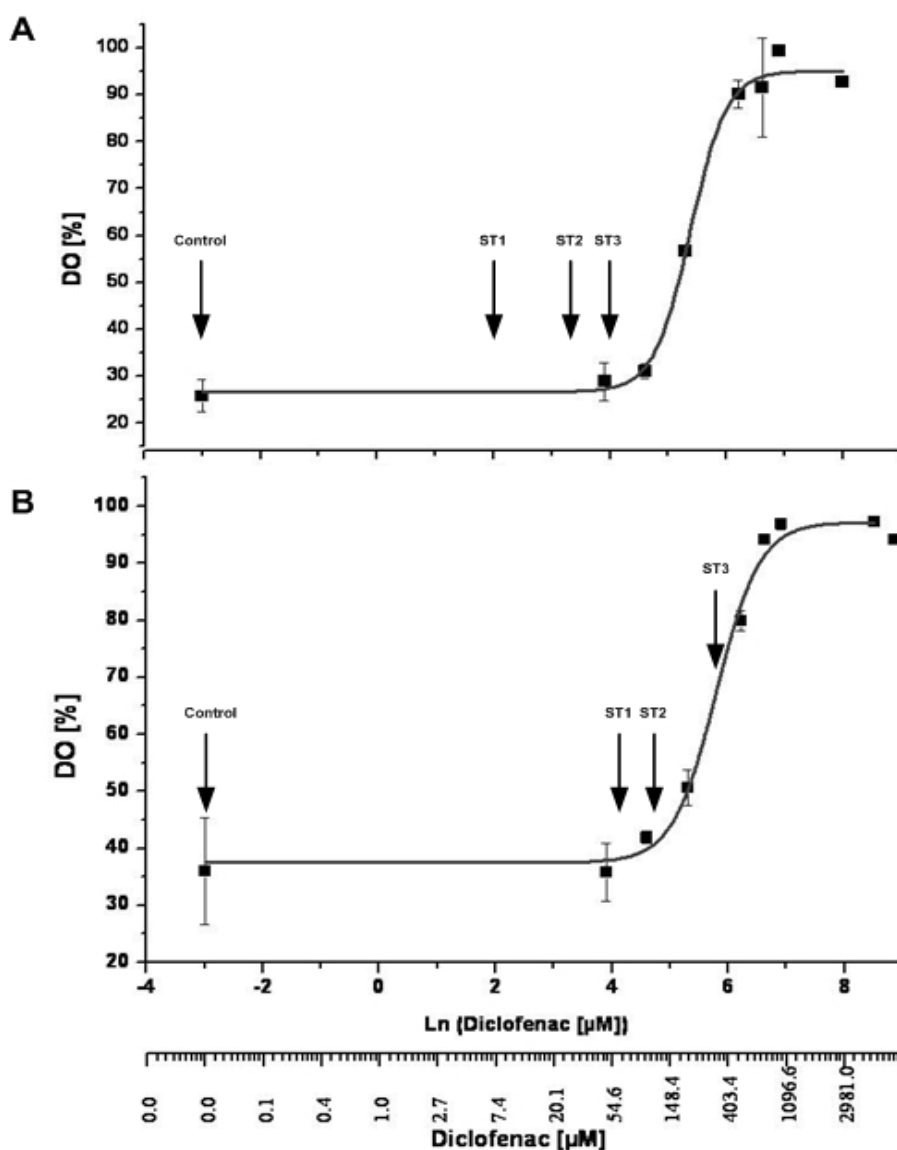 A
DO [%]
100
90
80
70
60
50
40
30
20
Control
ST1
ST2
ST3
B
DO [%]
100
90
80
70
60
50
40
30
20
Control
ST1
ST2
ST3
-4 -2 0 2 4 6 8
Ln (Diclofenac [µM])
0.0 0.0 0.1 0.4 1.0 2.7 7.4 20.1 54.6 148.4 403.4 1096.6 2981.0
Diclofenac [µM]